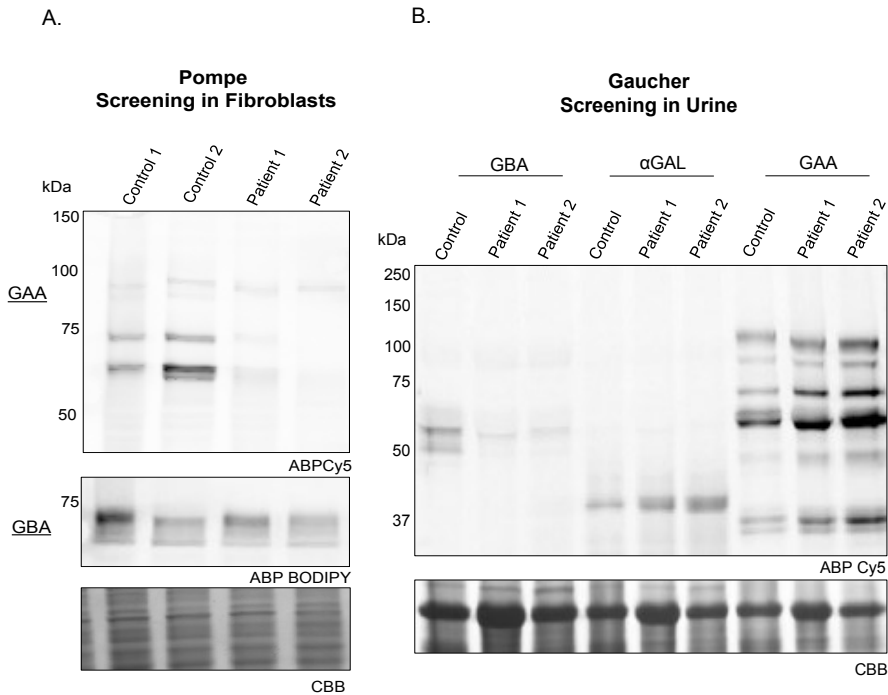 A.
Pompe
Screening in Fibroblasts
Control 1
Control 2
Patient 1
Patient 2
kDa
150
100
GAA
75
50
ABPCy5
75
GBA
ABP BODIPY
CBB
B.
Gaucher
Screening in Urine
GBA
αGAL
GAA
Control
Patient 1
Patient 2
Control
Patient 1
Patient 2
Control
Patient 1
Patient 2
kDa
250
150
100
75
50
37
ABP Cy5
CBB